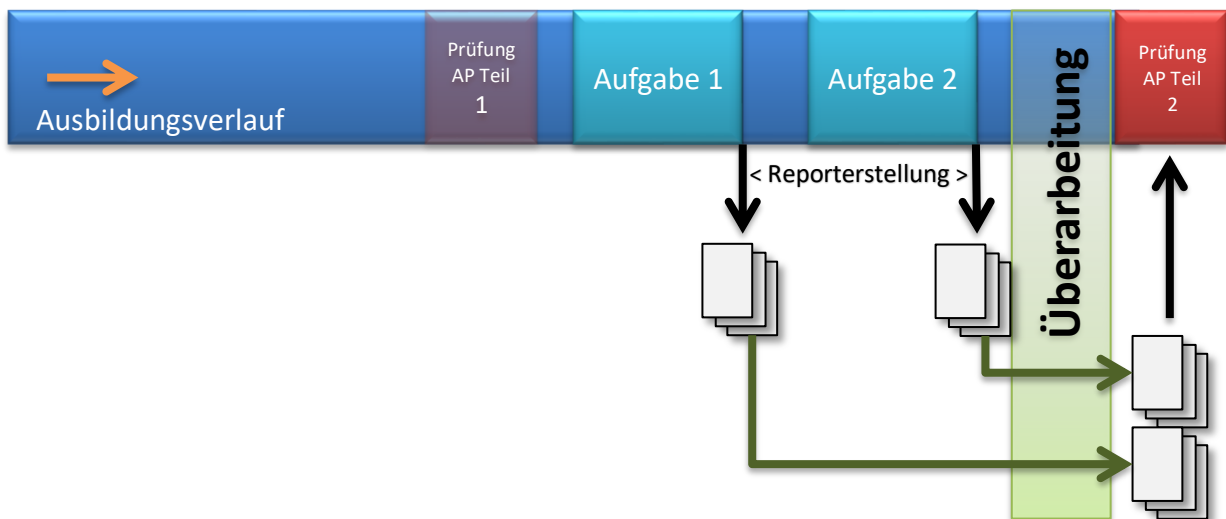 Ausbildungsverlauf
Prüfung
AP Teil
1
Aufgabe 1
Aufgabe 2
Überarbeitung
Prüfung
AP Teil
2
< Reporterstellung >